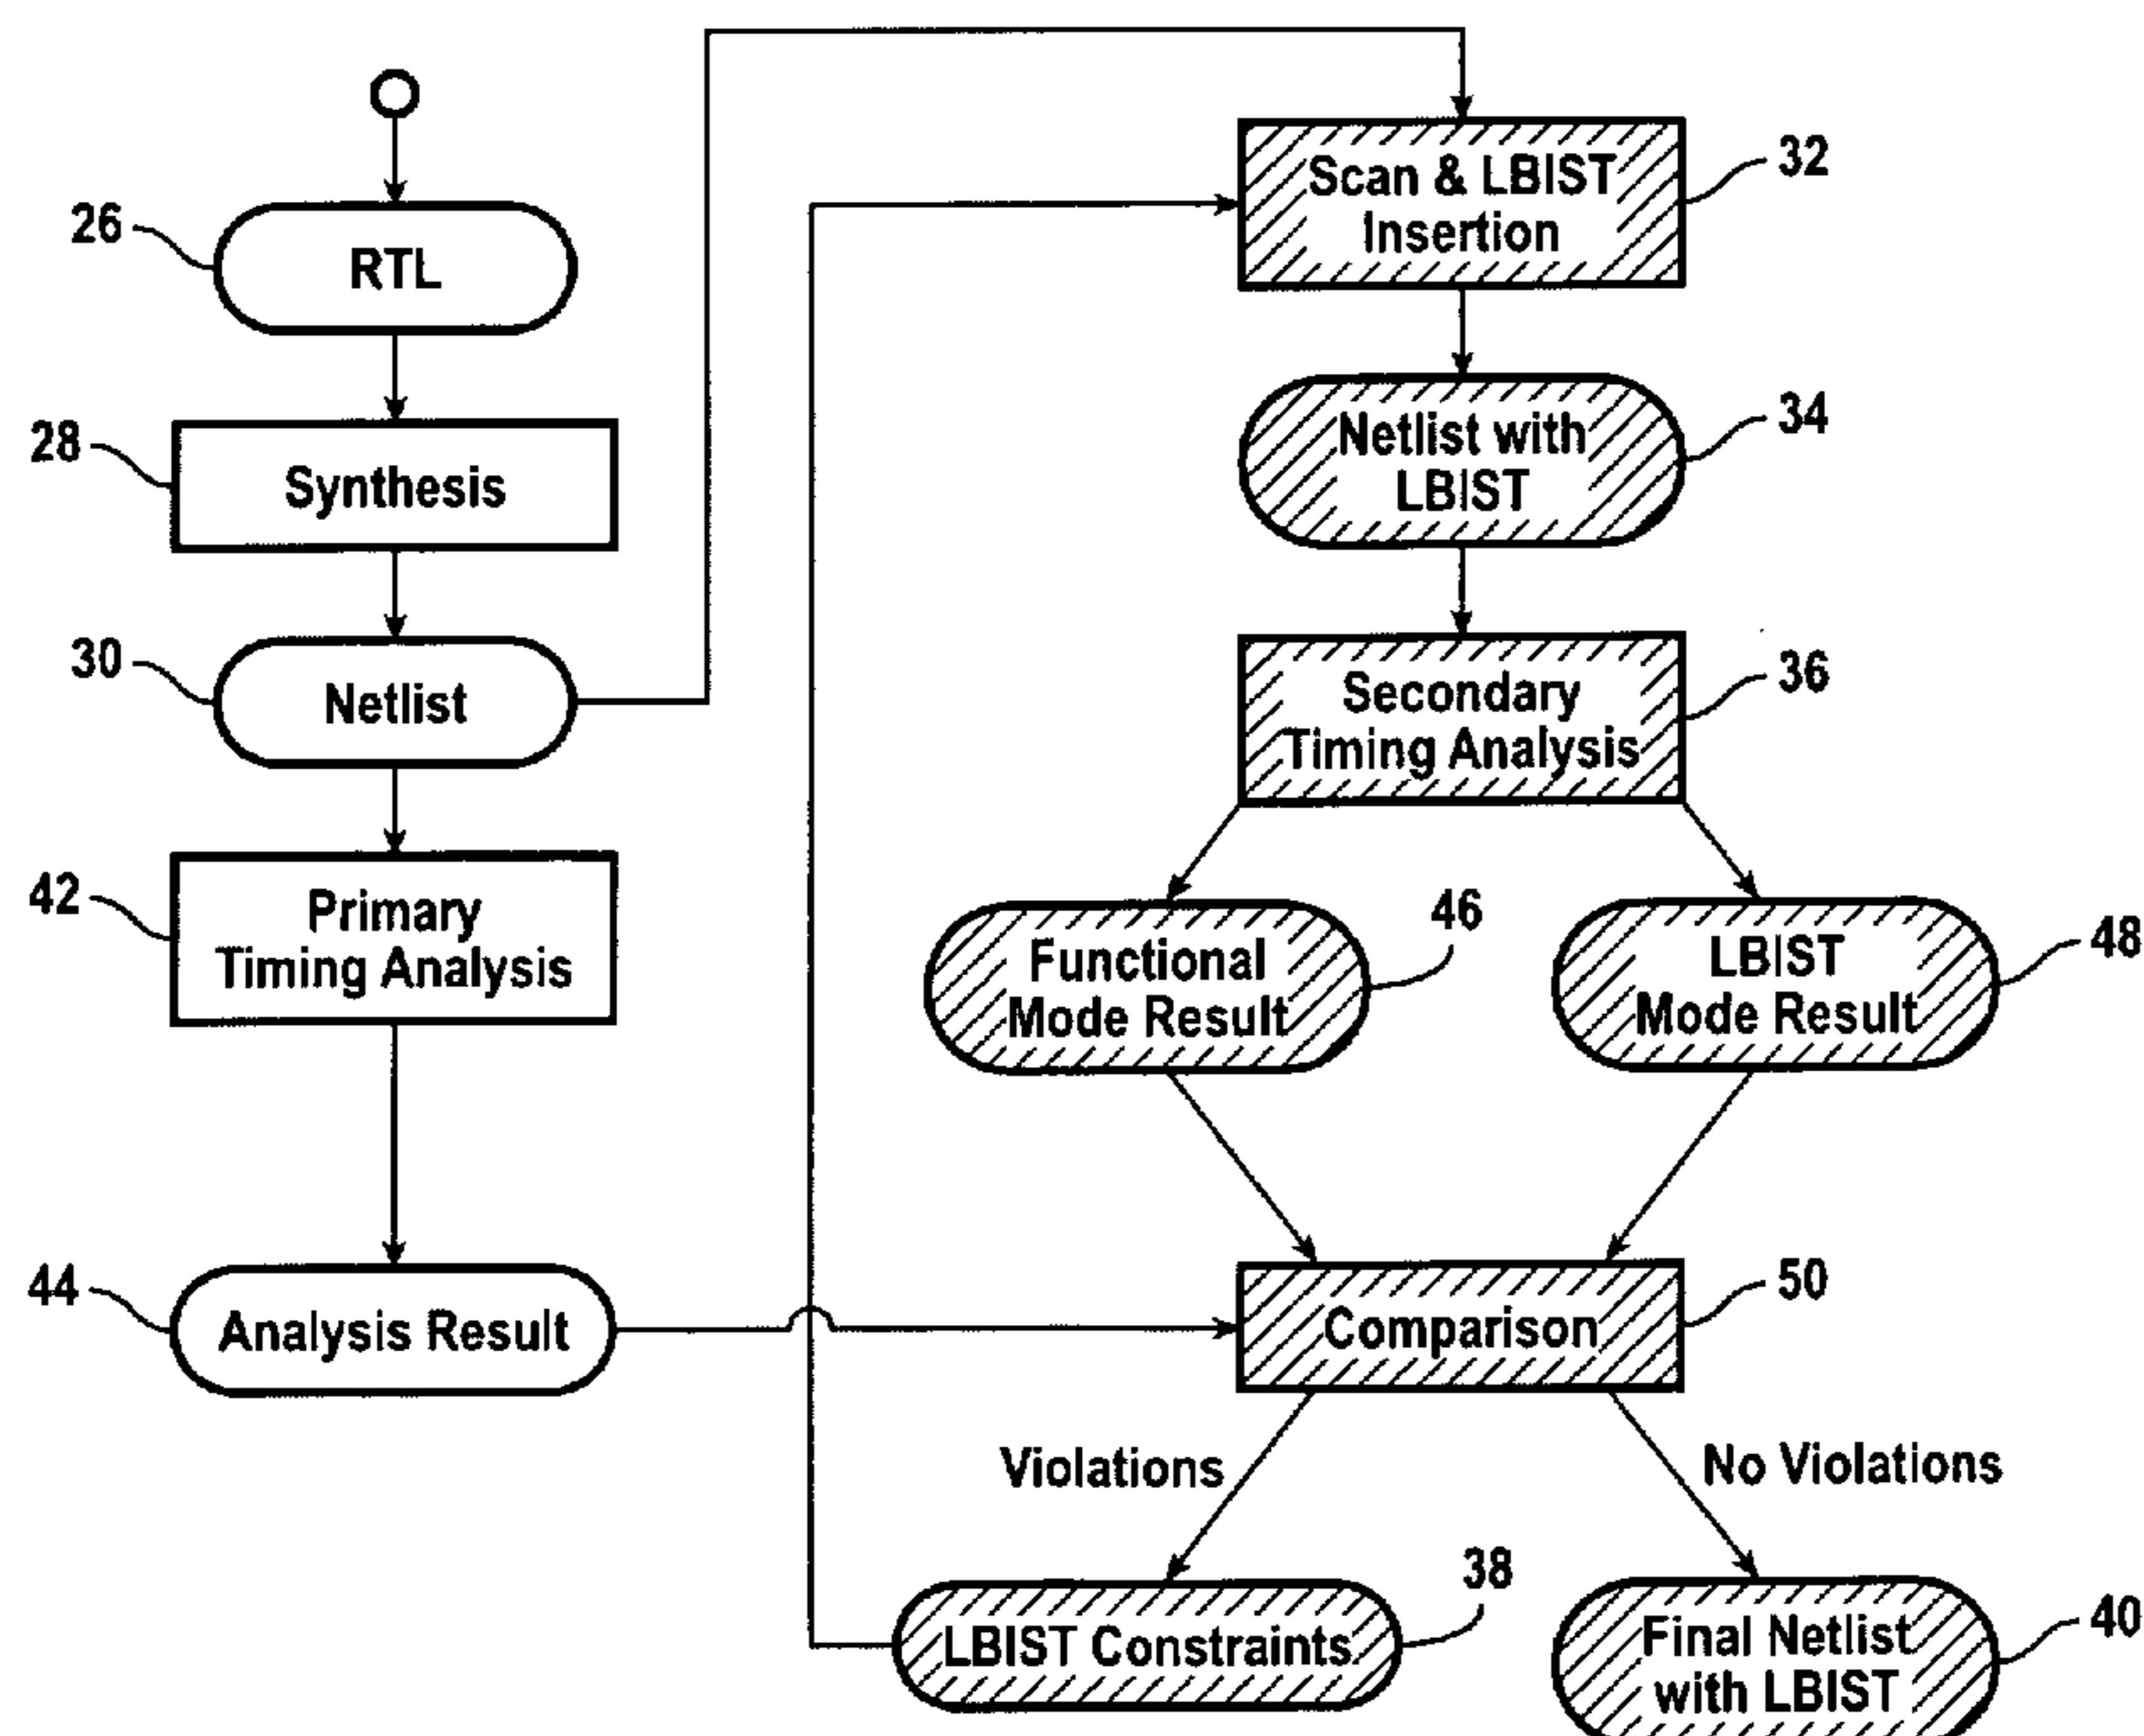 26
RTL
28
Synthesis
30
Netlist
42
Primary
Timing Analysis
44
Analysis Result
32
Scan & LBIST
Insertion
34
Netlist with
LBIST
36
Secondary
Timing Analysis
46
Functional
Mode Result
48
LBIST
Mode Result
50
Comparison
Violations
No Violations
38
LBIST Constraints
40
Final Netlist
with LBIST